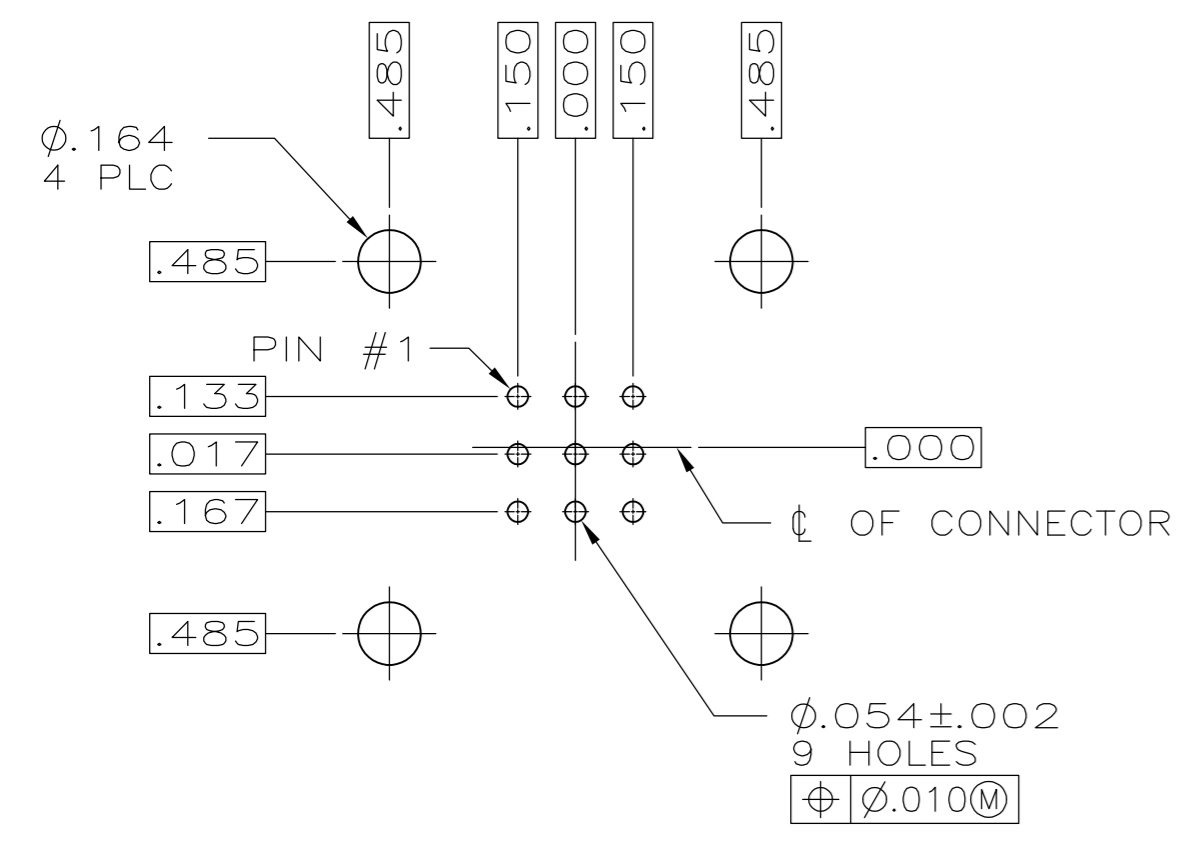 .485
.150
.000
.150
.485
Ø.164
4 PLC
.485
PIN #1
.133
.017
.000
.167
℄ OF CONNECTOR
.485
Ø.054±.002
9 HOLES
⌖ Ø.010Ⓜ